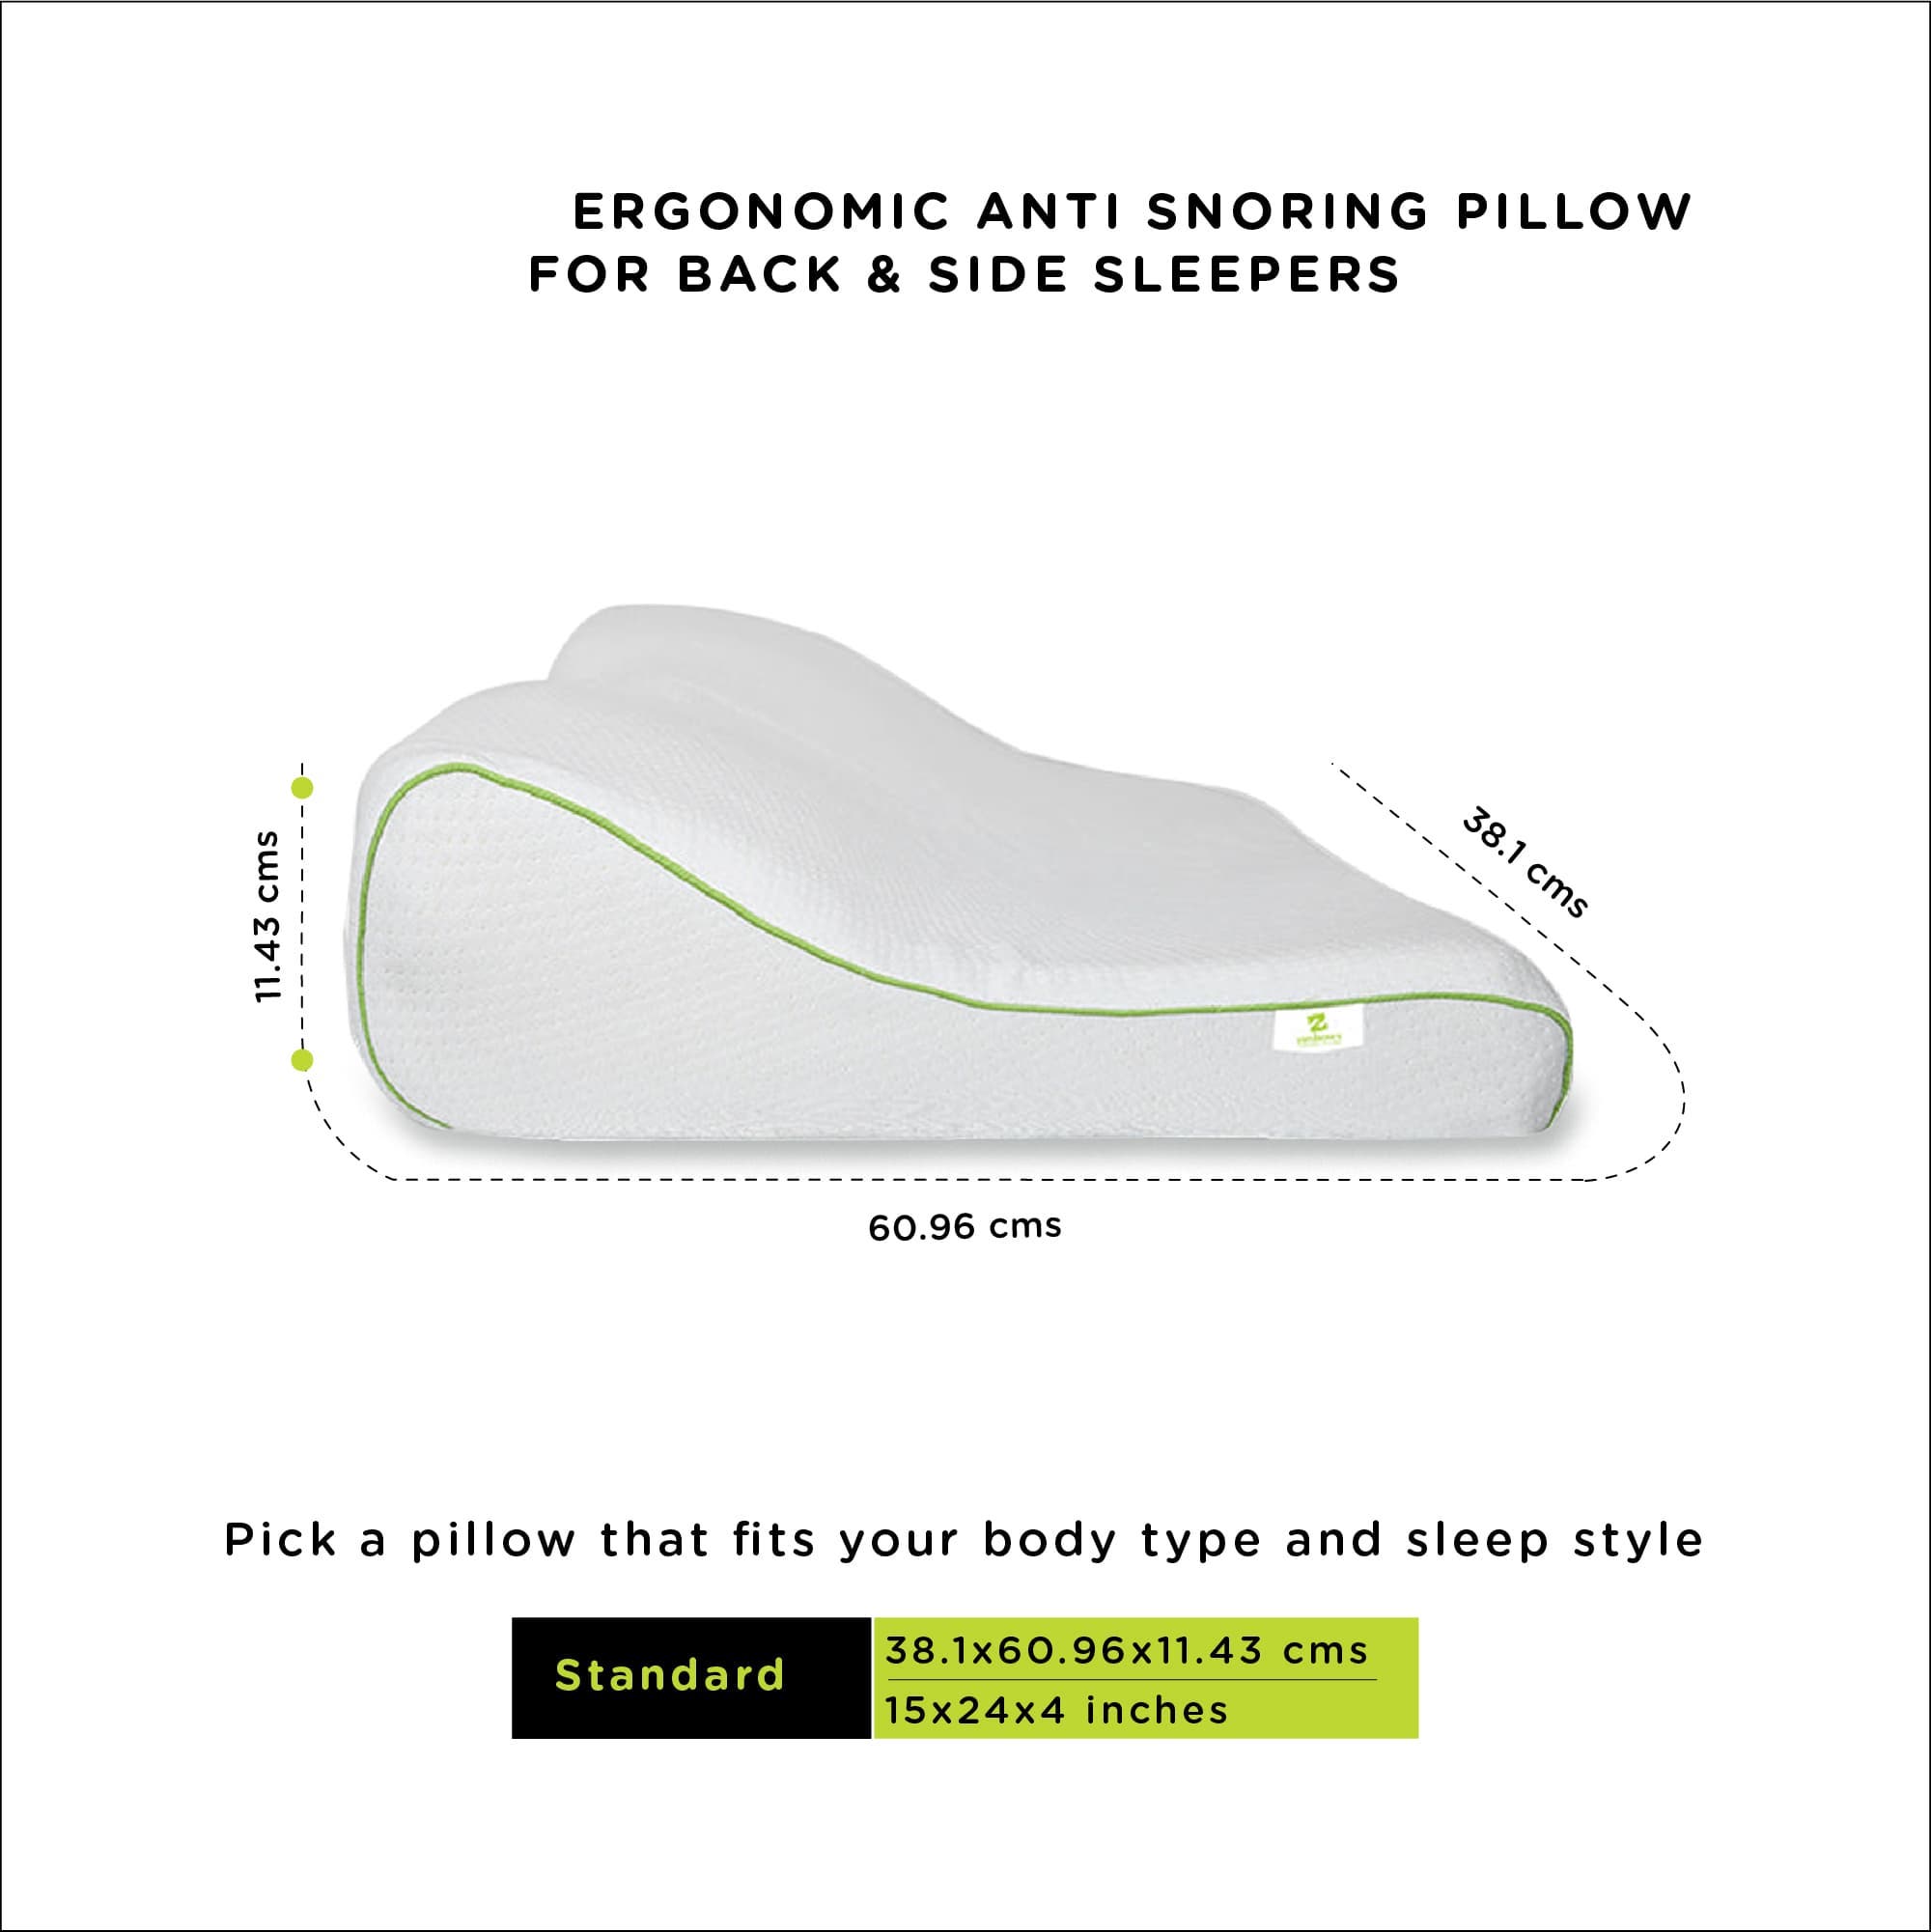 ERGONOMIC ANTI SNORING PILLOW
FOR BACK & SIDE SLEEPERS
38.1 cms
11.43 cms
Z
60.96 cms
Pick a pillow that fits your body type and sleep style
Standard
38.1x60.96x11.43 cms
15x24x4 inches